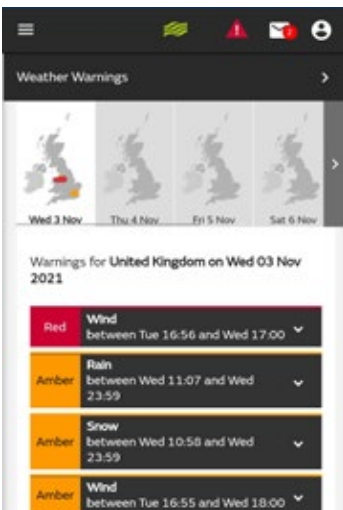 2
Weather Warnings
Wed 3 Nov Thu 4 Nov Fri 5 Nov Sat 6 Nov
Warnings for United Kingdom on Wed 03 Nov
2021
Red
Wind
between Tue 16:56 and Wed 17:00
Amber
Rain
between Wed 11:07 and Wed
23:59
Amber
Snow
between Wed 10:58 and Wed
23:59
Amber
Wind
between Tue 16:55 and Wed 18:00